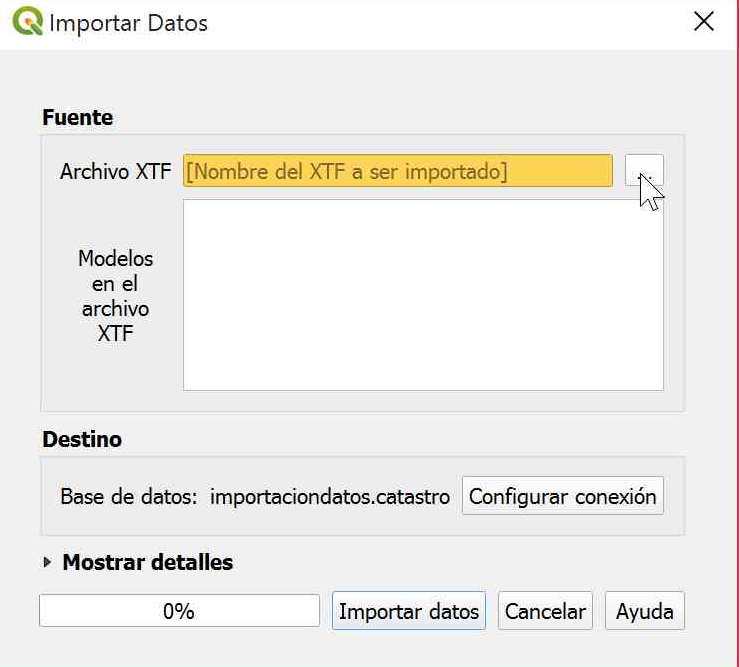 Importar Datos
Fuente
Archivo XTF [Nombre del XTF a ser importado] ...
Modelos
en el
archivo
XTF
Destino
Base de datos: importaciondatos.catastro Configurar conexión
Mostrar detalles
0% Importar datos Cancelar Ayuda